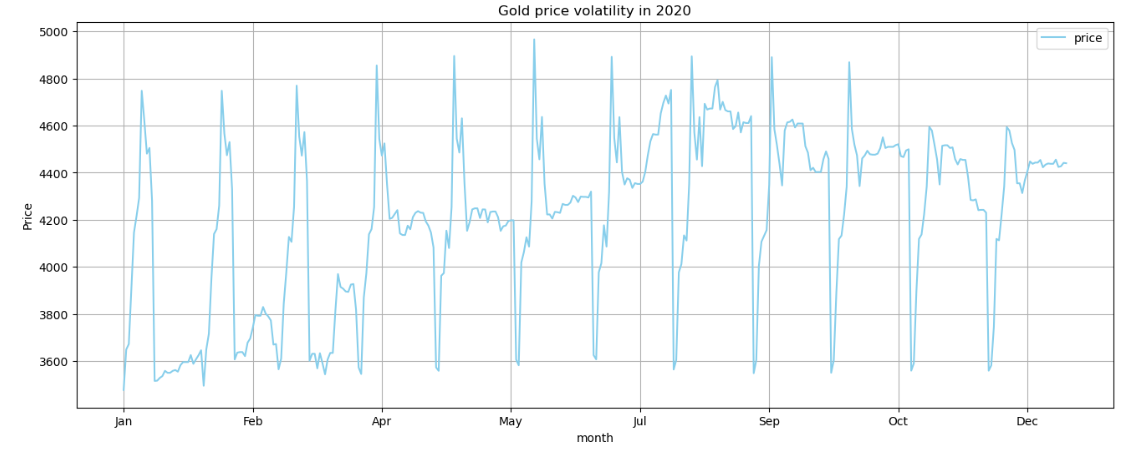 Gold price volatility in 2020
price
5000
4800
4600
4400
4200
4000
3800
3600
Price
Jan Feb Apr May Jul Sep Oct Dec
month